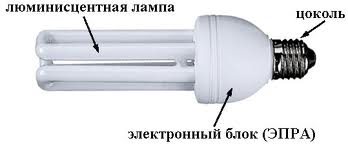 люминисцентная лампа
цоколь
электронный блок (ЭПРА)